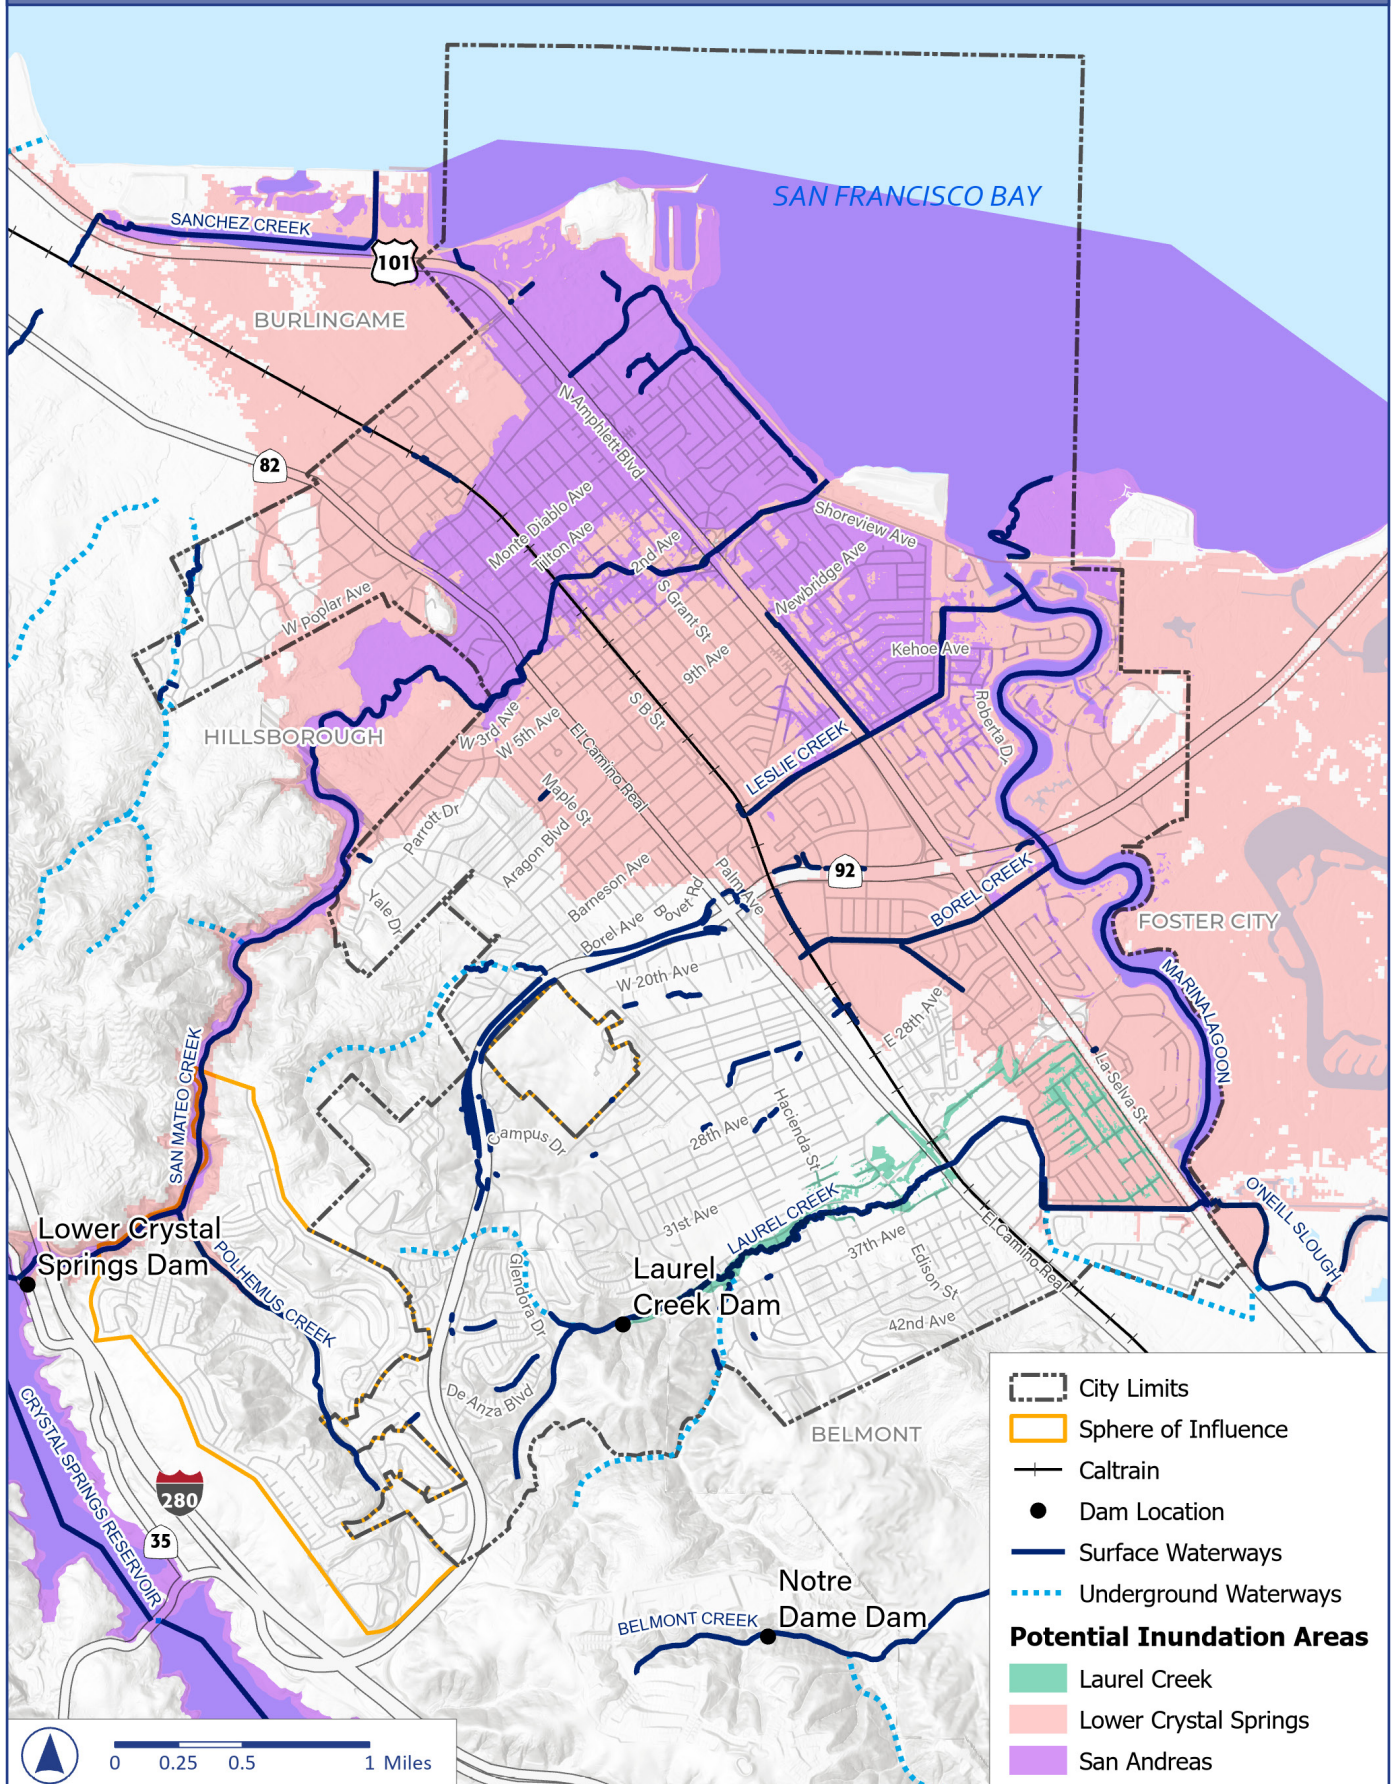 SAN FRANCISCO BAY
SANCHEZ CREEK
101
BURLINGAME
N Amphlett Blvd
82
Monte Diablo Ave
Tilton Ave
2nd Ave
Shoreview Ave
Newbridge Ave
W Poplar Ave
S Grant St
9th Ave
Kehoe Ave
S B St
Roberta Dr
HILLSBOROUGH
W 3rd Ave
W 5th Ave
El Camino Real
LESLIE CREEK
Maple St
Parrott Dr
Aragon Blvd
Barneson Ave
Palm Ave
92
Yale Dr
Bovet Rd
Borel Ave
BOREL CREEK
FOSTER CITY
W 20th Ave
MARINA LAGOON
E 28th Ave
SAN MATEO CREEK
La Selva St
Hacienda St
Campus Dr
28th Ave
31st Ave
LAUREL CREEK
37th Ave
Edison St
El Camino Real
O'NEILL SLOUGH
Lower Crystal
Springs Dam
POLHEMUS CREEK
Glendora Dr
Laurel
Creek Dam
42nd Ave
De Anza Blvd
BELMONT
CRYSTAL SPRINGS RESERVOIR
280
35
Notre
Dame Dam
BELMONT CREEK
City Limits
Sphere of Influence
Caltrain
Dam Location
Surface Waterways
Underground Waterways
Potential Inundation Areas
Laurel Creek
Lower Crystal Springs
San Andreas
0 0.25 0.5 1 Miles